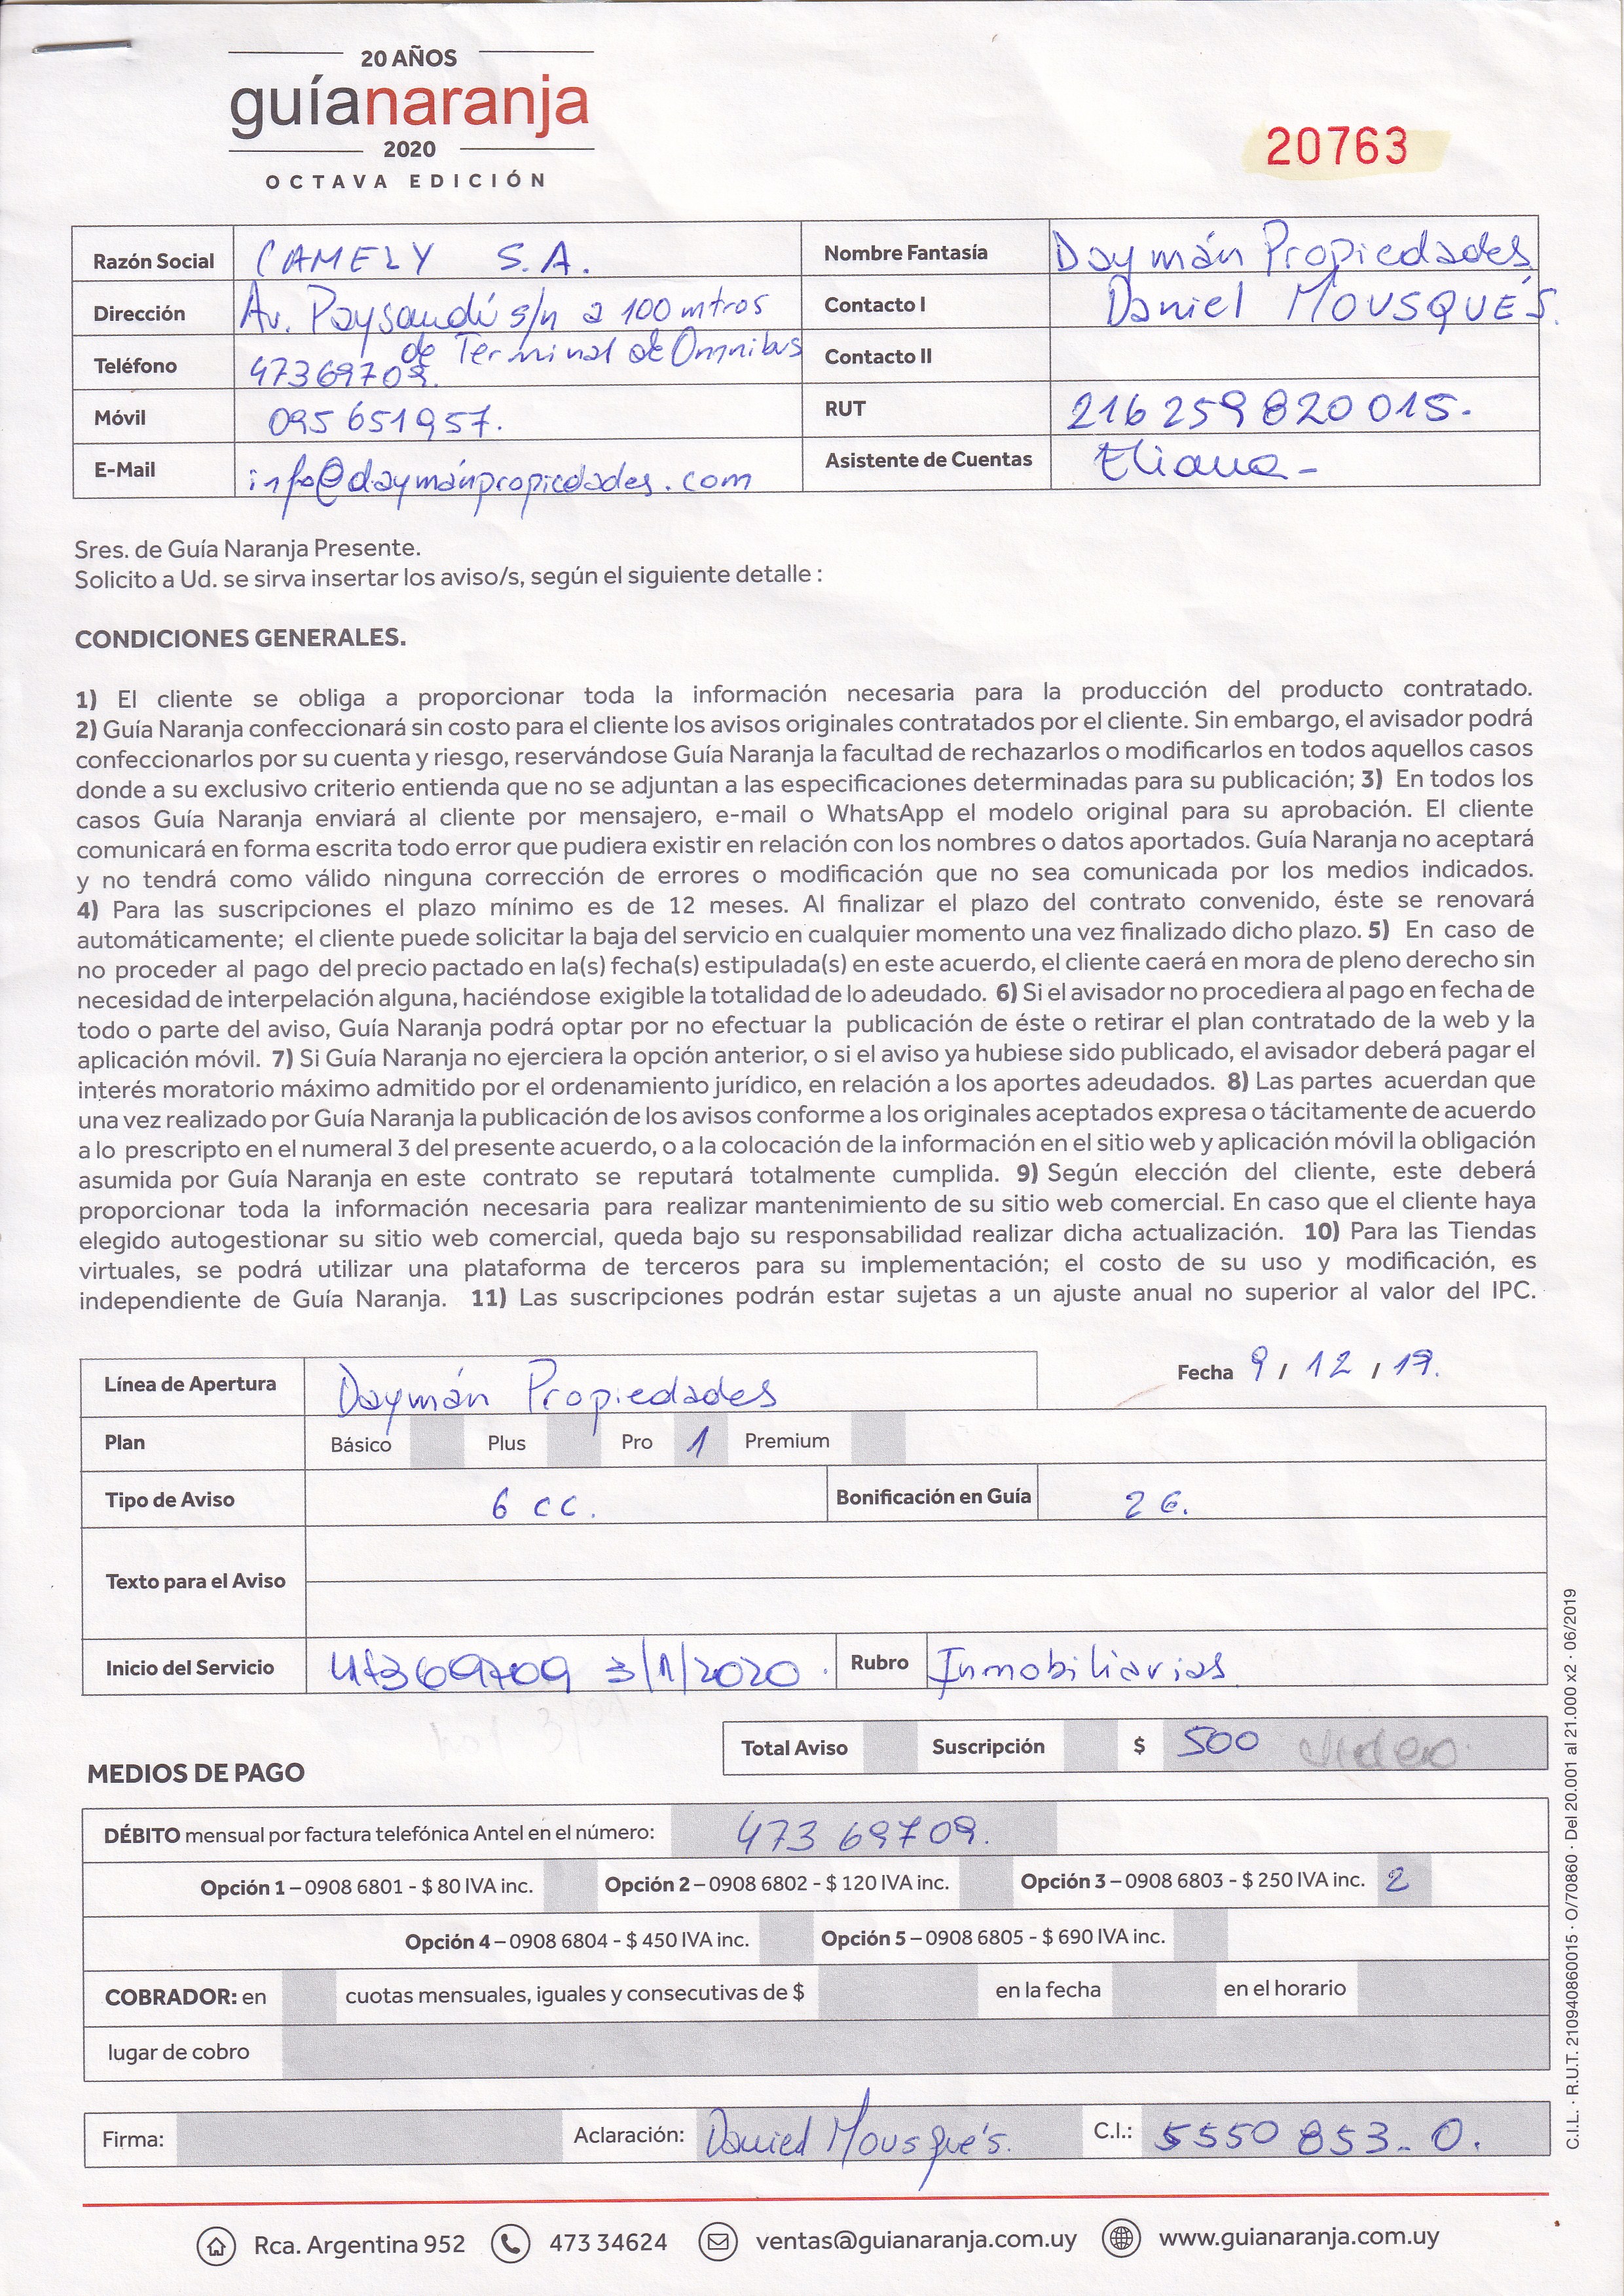 20 AÑOS
guíanaranja
2020
OCTAVA EDICIÓN
20763
Razón Social CAMELY S.A. Nombre Fantasía Daymán Propiedades
Dirección Av. Paysandú s/n a 100 mtros de Terminal de Omnibus Contacto I Daniel MOUSQUÉS.
Teléfono 47369709. Contacto II
Móvil 095 651957. RUT 216259820015.
E-Mail info@daymánpropiedades.com Asistente de Cuentas Eliana -
Sres. de Guía Naranja Presente.
Solicito a Ud. se sirva insertar los aviso/s, según el siguiente detalle :
CONDICIONES GENERALES.
1) El cliente se obliga a proporcionar toda la información necesaria para la producción del producto contratado.
2) Guía Naranja confeccionará sin costo para el cliente los avisos originales contratados por el cliente. Sin embargo, el avisador podrá
confeccionarlos por su cuenta y riesgo, reservándose Guía Naranja la facultad de rechazarlos o modificarlos en todos aquellos casos
donde a su exclusivo criterio entienda que no se adjuntan a las especificaciones determinadas para su publicación; 3) En todos los
casos Guía Naranja enviará al cliente por mensajero, e-mail o WhatsApp el modelo original para su aprobación. El cliente
comunicará en forma escrita todo error que pudiera existir en relación con los nombres o datos aportados. Guía Naranja no aceptará
y no tendrá como válido ninguna corrección de errores o modificación que no sea comunicada por los medios indicados.
4) Para las suscripciones el plazo mínimo es de 12 meses. Al finalizar el plazo del contrato convenido, éste se renovará
automáticamente; el cliente puede solicitar la baja del servicio en cualquier momento una vez finalizado dicho plazo. 5) En caso de
no proceder al pago del precio pactado en la(s) fecha(s) estipulada(s) en este acuerdo, el cliente caerá en mora de pleno derecho sin
necesidad de interpelación alguna, haciéndose exigible la totalidad de lo adeudado. 6) Si el avisador no procediera al pago en fecha de
todo o parte del aviso, Guía Naranja podrá optar por no efectuar la publicación de éste o retirar el plan contratado de la web y la
aplicación móvil. 7) Si Guía Naranja no ejerciera la opción anterior, o si el aviso ya hubiese sido publicado, el avisador deberá pagar el
interés moratorio máximo admitido por el ordenamiento jurídico, en relación a los aportes adeudados. 8) Las partes acuerdan que
una vez realizado por Guía Naranja la publicación de los avisos conforme a los originales aceptados expresa o tácitamente de acuerdo
a lo prescripto en el numeral 3 del presente acuerdo, o a la colocación de la información en el sitio web y aplicación móvil la obligación
asumida por Guía Naranja en este contrato se reputará totalmente cumplida. 9) Según elección del cliente, este deberá
proporcionar toda la información necesaria para realizar mantenimiento de su sitio web comercial. En caso que el cliente haya
elegido autogestionar su sitio web comercial, queda bajo su responsabilidad realizar dicha actualización. 10) Para las Tiendas
virtuales, se podrá utilizar una plataforma de terceros para su implementación; el costo de su uso y modificación, es
independiente de Guía Naranja. 11) Las suscripciones podrán estar sujetas a un ajuste anual no superior al valor del IPC.
Línea de Apertura Daymán Propiedades Fecha 9 / 12 / 19.
Plan Básico Plus Pro 1 Premium
Tipo de Aviso 6 cc. Bonificación en Guía 26.
Texto para el Aviso
Inicio del Servicio 47369709 3/1/2020. Rubro Inmobiliarias
Total Aviso Suscripción $ 500
MEDIOS DE PAGO
DÉBITO mensual por factura telefónica Antel en el número: 473 69709.
Opción 1 – 0908 6801 - $ 80 IVA inc. Opción 2 – 0908 6802 - $ 120 IVA inc. Opción 3 – 0908 6803 - $ 250 IVA inc. 2
Opción 4 – 0908 6804 - $ 450 IVA inc. Opción 5 – 0908 6805 - $ 690 IVA inc.
COBRADOR: en cuotas mensuales, iguales y consecutivas de $ en la fecha en el horario
lugar de cobro
Firma: Aclaración: Daniel Mousqués. C.I.: 5550 853-0.
Rca. Argentina 952 473 34624 ventas@guianaranja.com.uy www.guianaranja.com.uy
C.I.L. · R.U.T. 210940860015 · O/70860 · Del 20.001 al 21.000 x2 · 06/2019